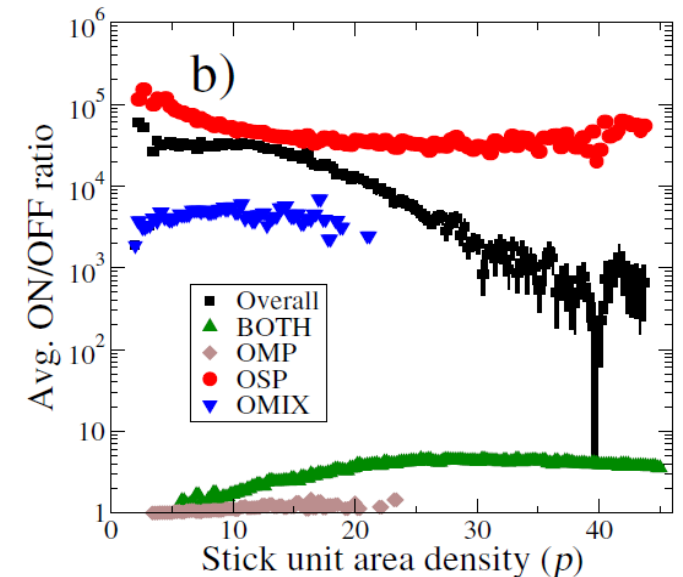 10^6
b)
10^5
10^4
10^3
10^2
10
1
Avg. ON/OFF ratio
Overall
BOTH
OMP
OSP
OMIX
0 10 20 30 40
Stick unit area density (p)